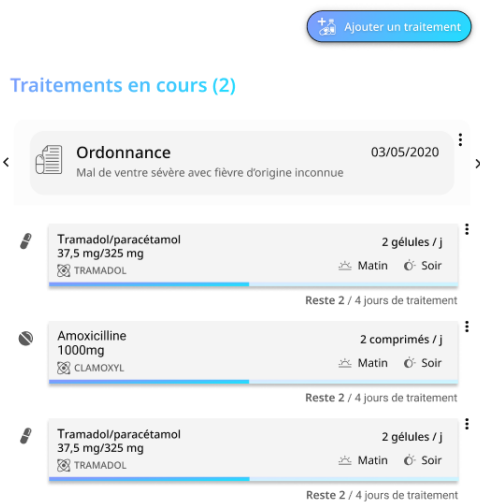 Ajouter un traitement
Traitements en cours (2)
Ordonnance 03/05/2020
Mal de ventre sévère avec fièvre d'origine inconnue
Tramadol/paracétamol 2 gélules / j
37,5 mg/325 mg
TRAMADOL Matin Soir
Reste 2 / 4 jours de traitement
Amoxicilline 2 comprimés / j
1000mg
CLAMOXYL Matin Soir
Reste 2 / 4 jours de traitement
Tramadol/paracétamol 2 gélules / j
37,5 mg/325 mg
TRAMADOL Matin Soir
Reste 2 / 4 jours de traitement